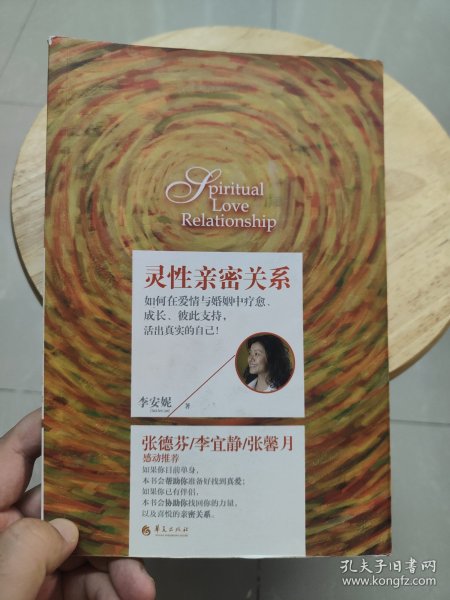 Spiritual
Love
Relationship
灵性亲密关系
如何在爱情与婚姻中疗愈、
成长、彼此支持，
活出真实的自己！
李安妮 著
张德芬/李宜静/张馨月
感动推荐
如果你目前单身，
本书会帮助你准备好找到真爱；
如果你已有伴侣，
本书会协助你找回你的力量，
以及喜悦的亲密关系。
华夏出版社
孔夫子旧书网
www.kongfz.com